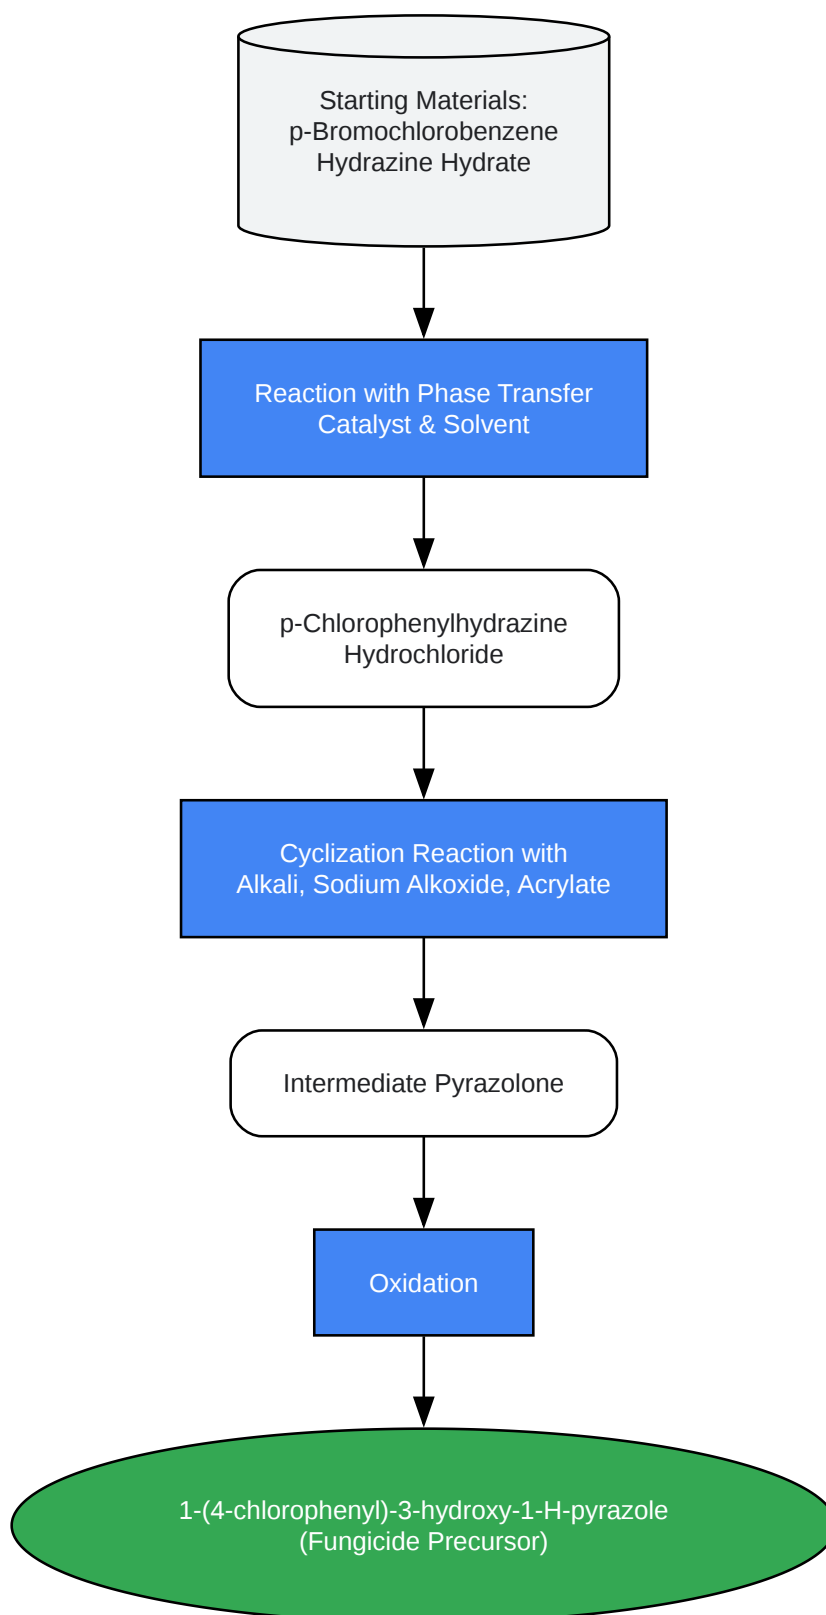 Starting Materials:
p-Bromochlorobenzene
Hydrazine Hydrate
Reaction with Phase Transfer
Catalyst & Solvent
p-Chlorophenylhydrazine
Hydrochloride
Cyclization Reaction with
Alkali, Sodium Alkoxide, Acrylate
Intermediate Pyrazolone
Oxidation
1-(4-chlorophenyl)-3-hydroxy-1-H-pyrazole
(Fungicide Precursor)